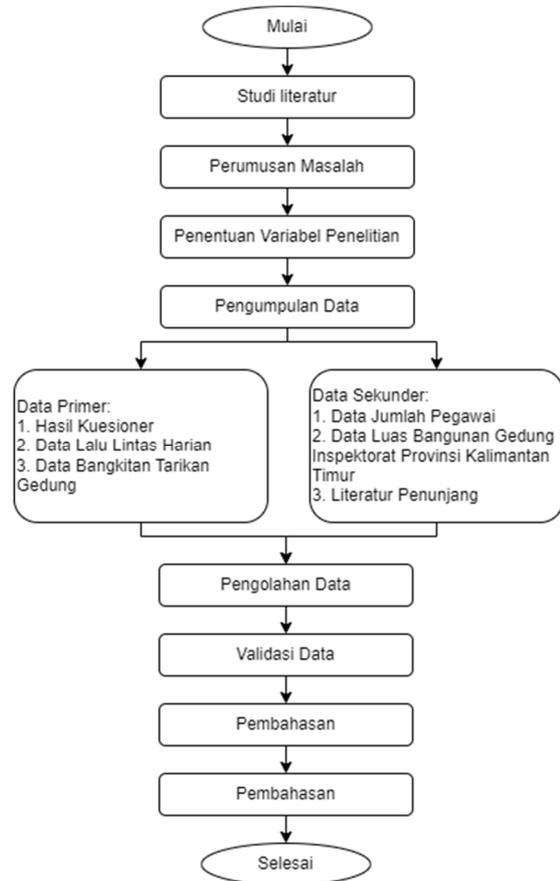 Mulai
Studi literatur
Perumusan Masalah
Penentuan Variabel Penelitian
Pengumpulan Data
Data Primer:
1. Hasil Kuesioner
2. Data Lalu Lintas Harian
3. Data Bangkitan Tarikan
Gedung
Data Sekunder:
1. Data Jumlah Pegawai
2. Data Luas Bangunan Gedung
Inspektorat Provinsi Kalimantan
Timur
3. Literatur Penunjang
Pengolahan Data
Validasi Data
Pembahasan
Pembahasan
Selesai